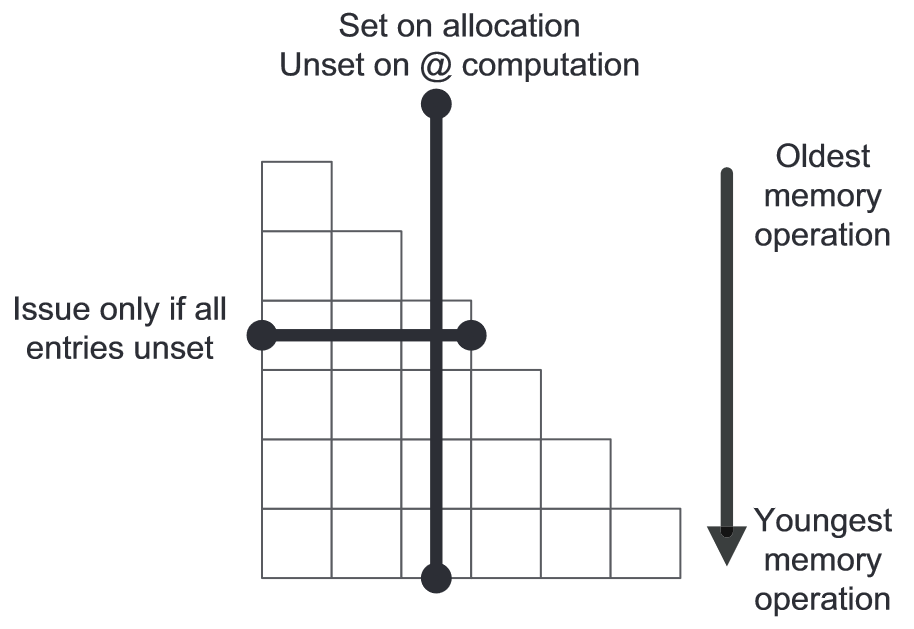 Set on allocation
Unset on @ computation
Oldest
memory
operation
Issue only if all
entries unset
Youngest
memory
operation